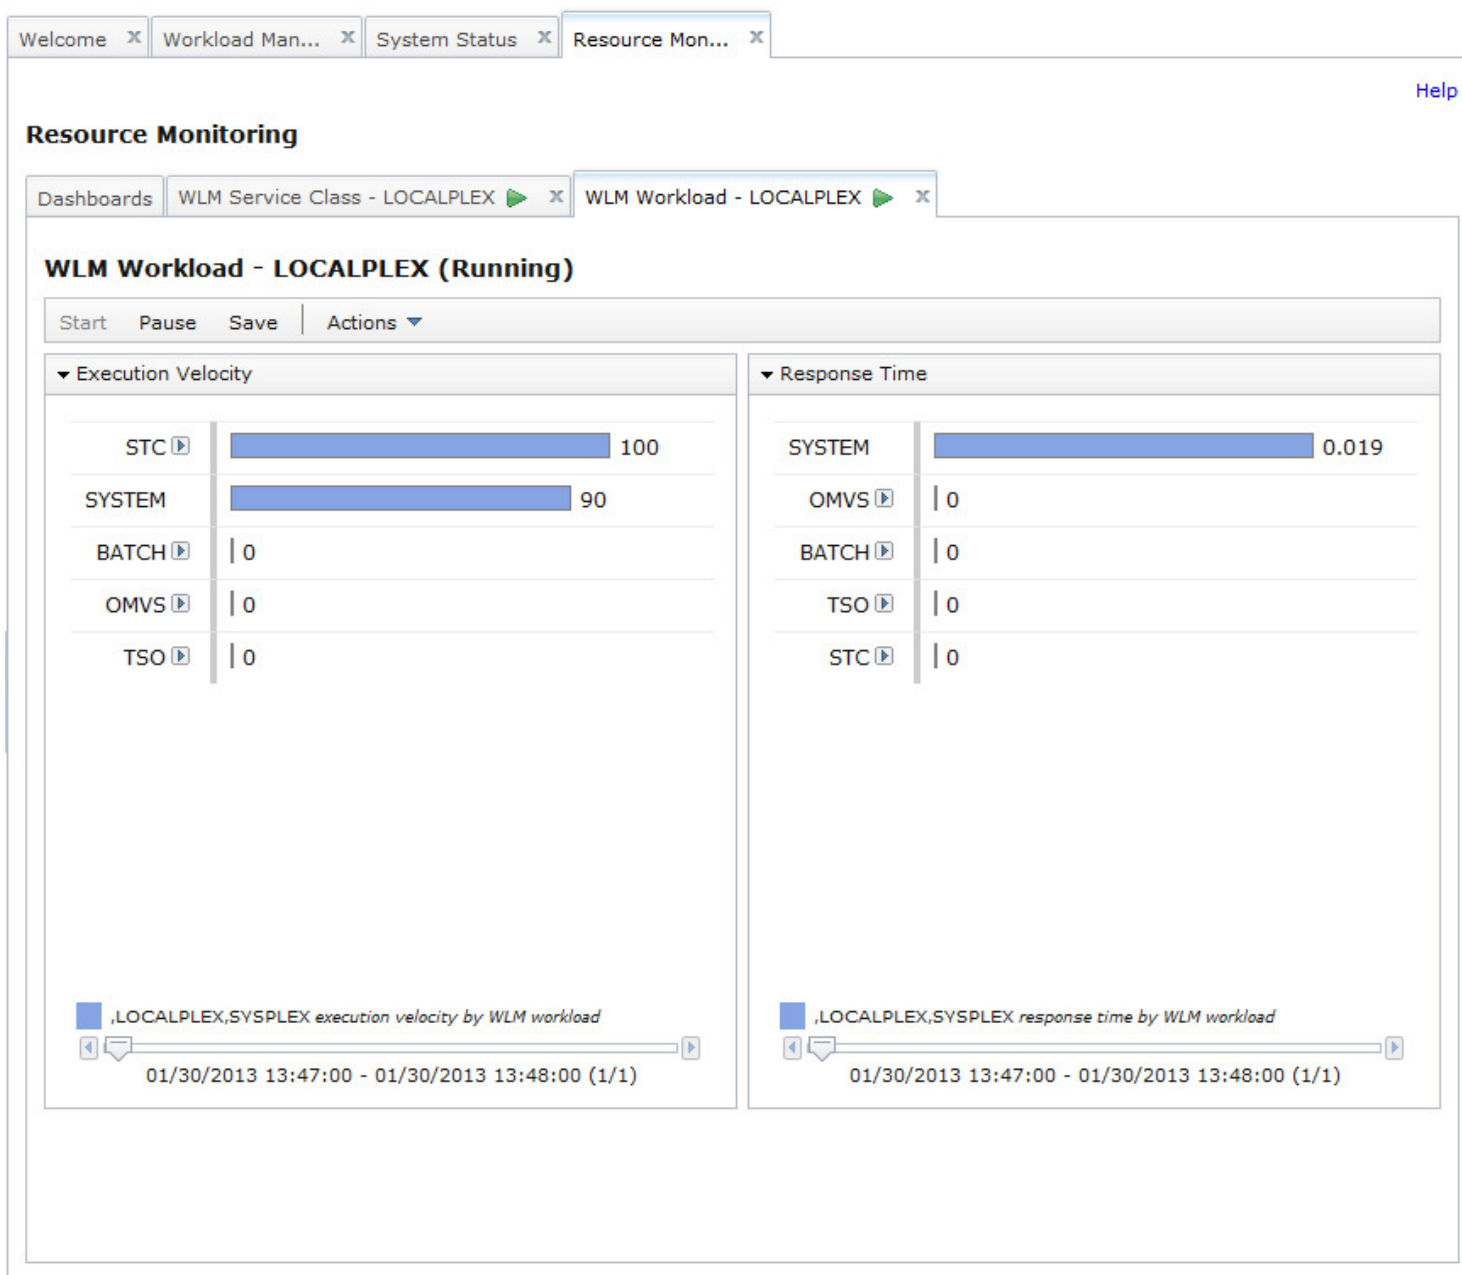 Welcome x Workload Man... x System Status x Resource Mon... x
Help
Resource Monitoring
Dashboards WLM Service Class - LOCALPLEX x WLM Workload - LOCALPLEX x
WLM Workload - LOCALPLEX (Running)
Start Pause Save Actions
Execution Velocity
STC 100
SYSTEM 90
BATCH 0
OMVS 0
TSO 0
,LOCALPLEX,SYSPLEX execution velocity by WLM workload
01/30/2013 13:47:00 - 01/30/2013 13:48:00 (1/1)
Response Time
SYSTEM 0.019
OMVS 0
BATCH 0
TSO 0
STC 0
,LOCALPLEX,SYSPLEX response time by WLM workload
01/30/2013 13:47:00 - 01/30/2013 13:48:00 (1/1)